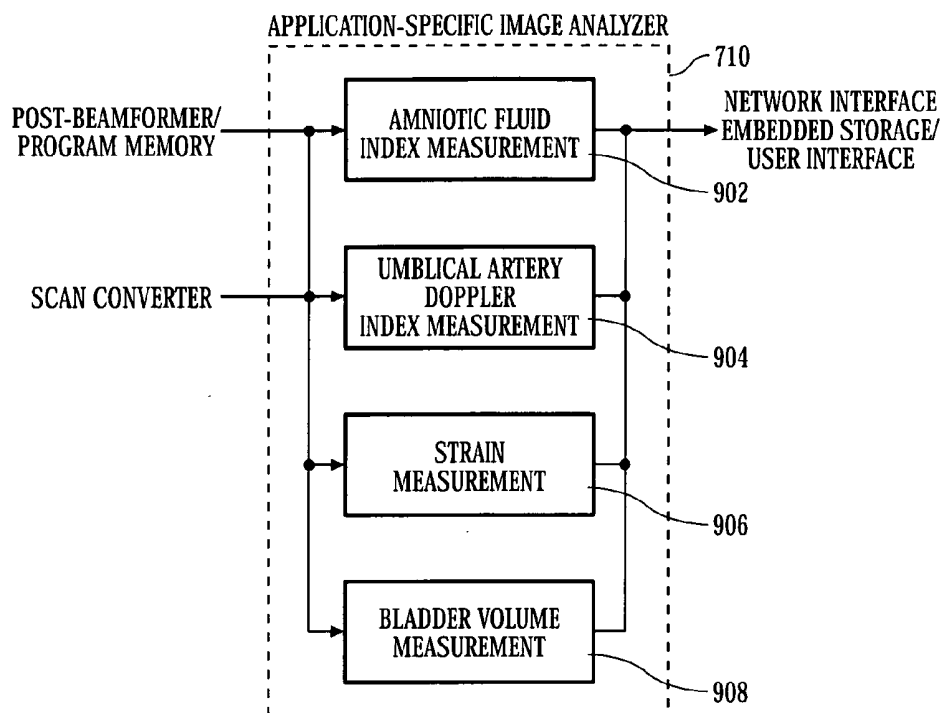 APPLICATION-SPECIFIC IMAGE ANALYZER
710
POST-BEAMFORMER/
PROGRAM MEMORY
AMNIOTIC FLUID
INDEX MEASUREMENT
902
NETWORK INTERFACE
EMBEDDED STORAGE/
USER INTERFACE
SCAN CONVERTER
UMBLICAL ARTERY
DOPPLER
INDEX MEASUREMENT
904
STRAIN
MEASUREMENT
906
BLADDER VOLUME
MEASUREMENT
908